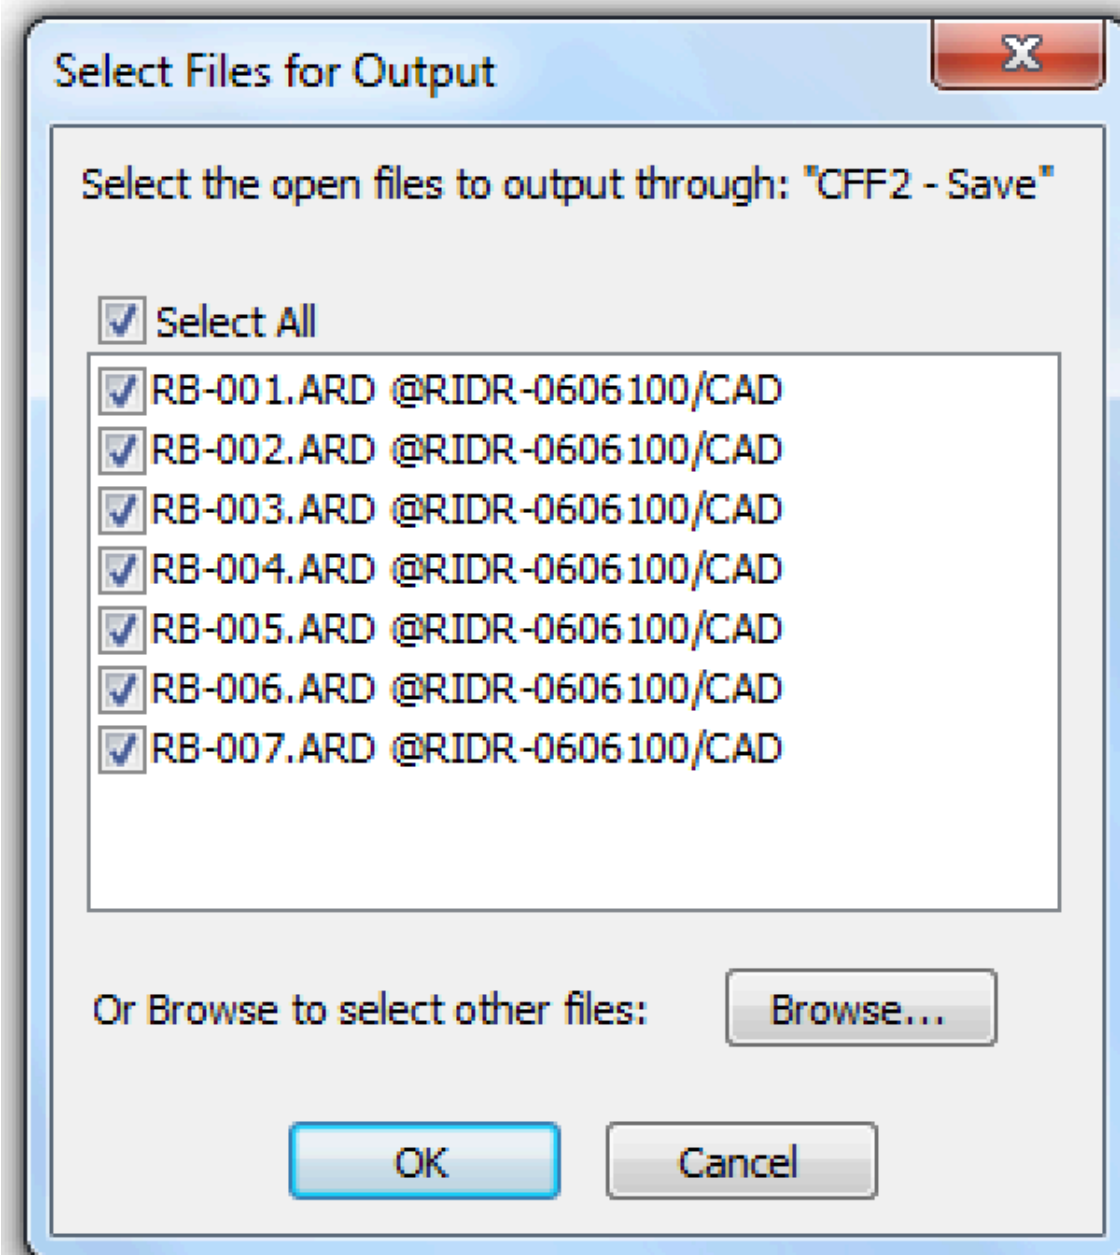 Select Files for Output
Select the open files to output through: "CFF2 - Save"
Select All
RB-001.ARD @RIDR-0606100/CAD
RB-002.ARD @RIDR-0606100/CAD
RB-003.ARD @RIDR-0606100/CAD
RB-004.ARD @RIDR-0606100/CAD
RB-005.ARD @RIDR-0606100/CAD
RB-006.ARD @RIDR-0606100/CAD
RB-007.ARD @RIDR-0606100/CAD
Or Browse to select other files: Browse...
OK Cancel